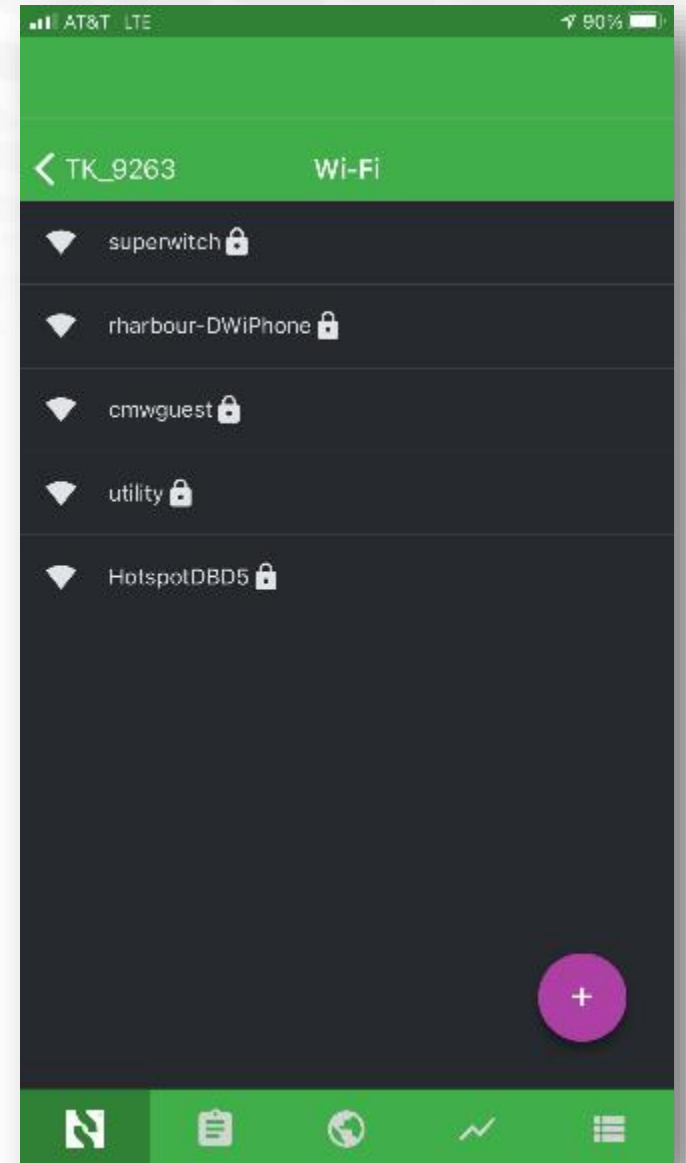 AT&T LTE 90%
TK_9263 Wi-Fi
superwitch
rharbour-DWiPhone
cmwguest
utility
HotspotDBD5
+